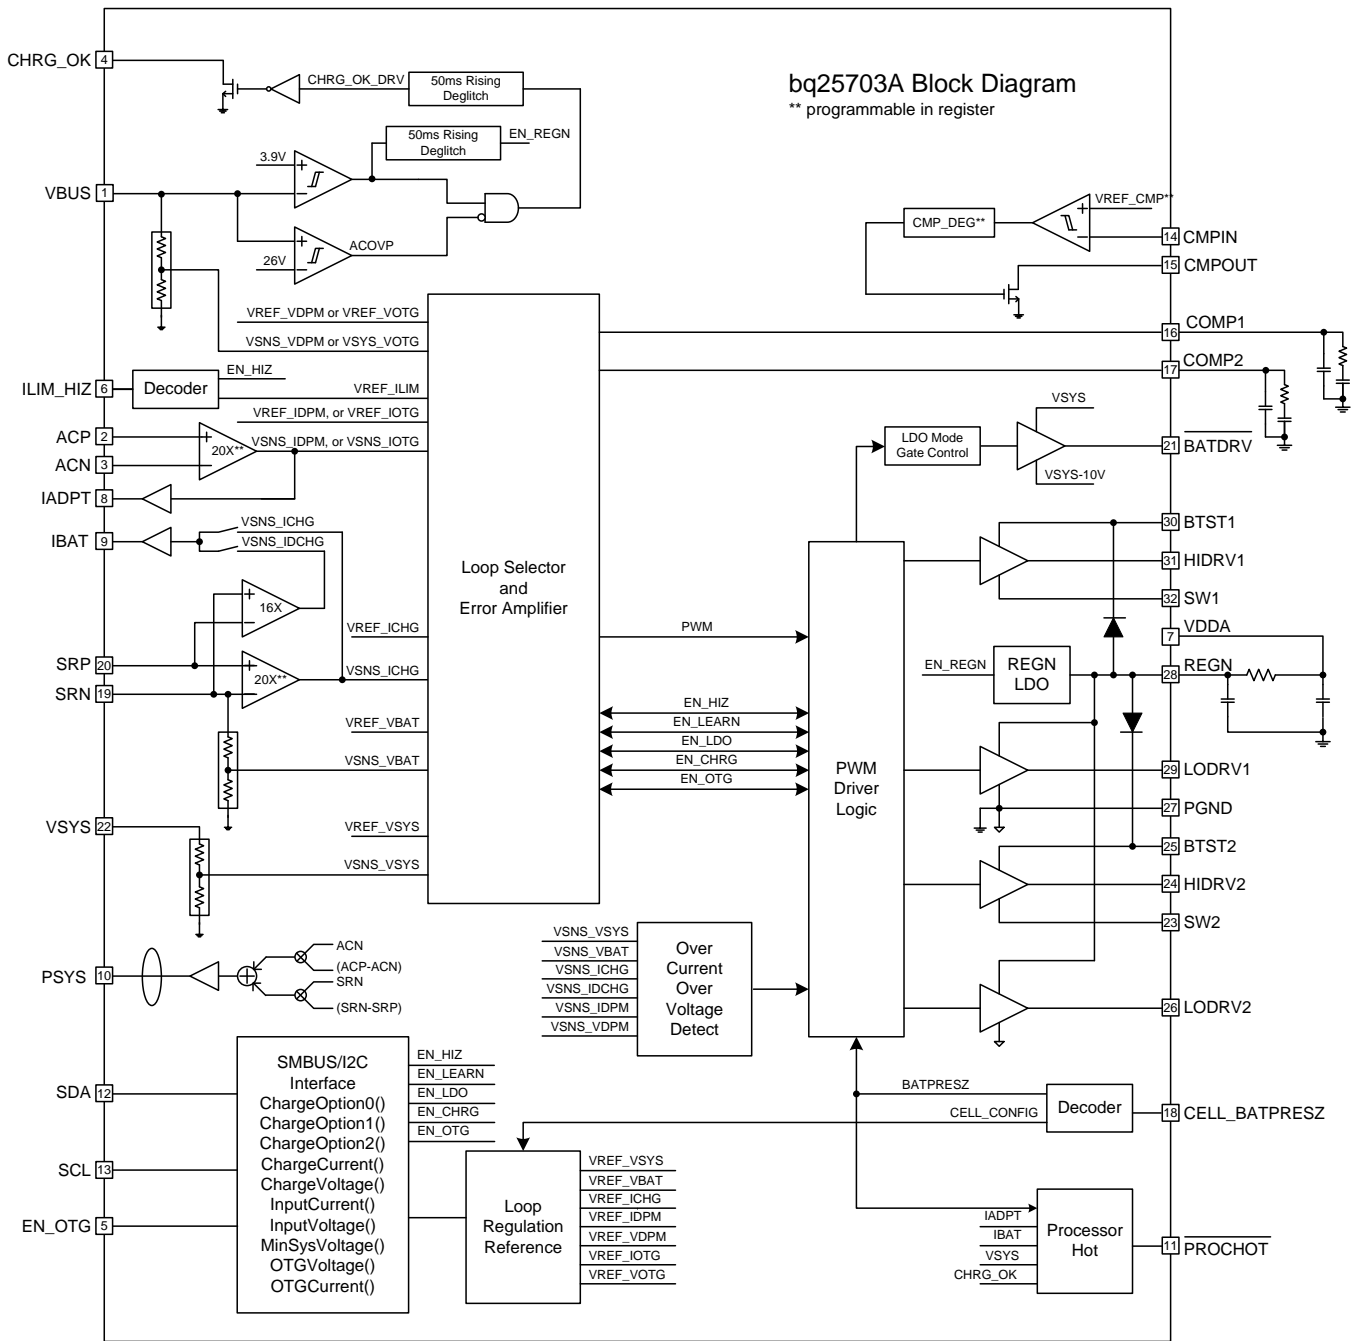 bq25703A Block Diagram
** programmable in register
CHRG_OK
4
CHRG_OK_DRV
50ms Rising
Deglitch
50ms Rising
Deglitch
EN_REGN
3.9V
+
−
VBUS
1
+
26V
−
ACOVP
CMP_DEG**
VREF_CMP**
+
−
14
CMPIN
15
CMPOUT
VREF_VDPM or VREF_VOTG
VSNS_VDPM or VSYS_VOTG
16
COMP1
17
COMP2
ILIM_HIZ
6
Decoder
EN_HIZ
VREF_ILIM
VREF_IDPM, or VREF_IOTG
ACP
2
+
20X**
VSNS_IDPM, or VSNS_IOTG
ACN
3
−
IADPT
8
IBAT
9
VSNS_ICHG
VSNS_IDCHG
+
16X
−
VREF_ICHG
SRP
20
+
20X**
VSNS_ICHG
SRN
19
−
VREF_VBAT
VSNS_VBAT
VSYS
22
VREF_VSYS
VSNS_VSYS
Loop Selector
and
Error Amplifier
PWM
EN_HIZ
EN_LEARN
EN_LDO
EN_CHRG
EN_OTG
LDO Mode
Gate Control
VSYS
VSYS-10V
21
BATDRV
PWM
Driver
Logic
30
BTST1
31
HIDRV1
32
SW1
7
VDDA
EN_REGN
REGN
LDO
28
REGN
29
LODRV1
27
PGND
25
BTST2
24
HIDRV2
23
SW2
26
LODRV2
PSYS
10
ACN
(ACP-ACN)
SRN
(SRN-SRP)
VSNS_VSYS
VSNS_VBAT
VSNS_ICHG
VSNS_IDCHG
VSNS_IDPM
VSNS_VDPM
Over
Current
Over
Voltage
Detect
SDA
12
SCL
13
EN_OTG
5
SMBUS/I2C
Interface
ChargeOption0()
ChargeOption1()
ChargeOption2()
ChargeCurrent()
ChargeVoltage()
InputCurrent()
InputVoltage()
MinSysVoltage()
OTGVoltage()
OTGCurrent()
EN_HIZ
EN_LEARN
EN_LDO
EN_CHRG
EN_OTG
BATPRESZ
CELL_CONFIG
Decoder
18
CELL_BATPRESZ
Loop
Regulation
Reference
VREF_VSYS
VREF_VBAT
VREF_ICHG
VREF_IDPM
VREF_VDPM
VREF_IOTG
VREF_VOTG
IADPT
IBAT
VSYS
CHRG_OK
Processor
Hot
11
PROCHOT